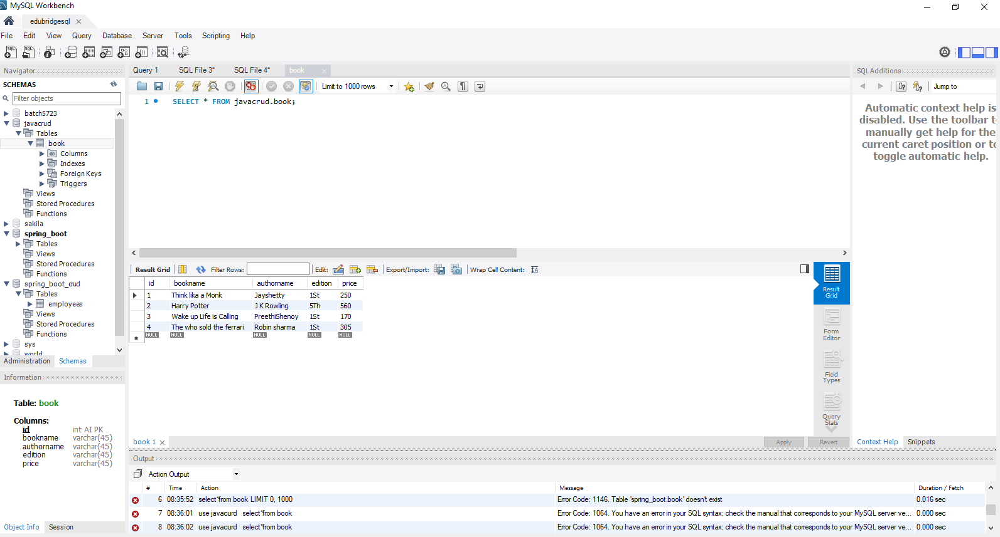 MySQL Workbench
edubridgesql
File Edit View Query Database Server Tools Scripting Help
Navigator
SCHEMAS
Filter objects
batch5723
javacrud
Tables
book
Columns
Indexes
Foreign Keys
Triggers
Views
Stored Procedures
Functions
sakila
spring_boot
Tables
Views
Stored Procedures
Functions
spring_boot_crud
Tables
employees
Views
Stored Procedures
Functions
sys
world
Administration Schemas
Information
Table: book
Columns:
id int AI PK
bookname varchar(45)
authorname varchar(45)
edition varchar(45)
price varchar(45)
Object Info Session
Query 1 SQL File 3* SQL File 4* book
Limit to 1000 rows
1 SELECT * FROM javacrud.book;
Result Grid Filter Rows: Edit: Export/Import: Wrap Cell Content:
id bookname authorname edition price
1 Think lika a Monk Jayshetty 1St 250
2 Harry Potter J K Rowling 5Th 560
3 Wake up Life is Calling PreethiShenoy 1St 170
4 The who sold the ferrari Robin sharma 1St 305
NULL NULL NULL NULL NULL
Result
Grid
Form
Editor
Field
Types
Query
Stats
book 1 Apply Revert
Output
Action Output
# Time Action Message Duration / Fetch
6 08:35:52 select*from book LIMIT 0, 1000 Error Code: 1146. Table 'spring_boot.book' doesn't exist 0.016 sec
7 08:36:01 use javacurd select*from book Error Code: 1064. You have an error in your SQL syntax; check the manual that corresponds to your MySQL server ve... 0.000 sec
8 08:36:02 use javacurd select*from book Error Code: 1064. You have an error in your SQL syntax; check the manual that corresponds to your MySQL server ve... 0.000 sec
SQLAdditions
Jump to
Automatic context help is
disabled. Use the toolbar to
manually get help for the
current caret position or to
toggle automatic help.
Context Help Snippets